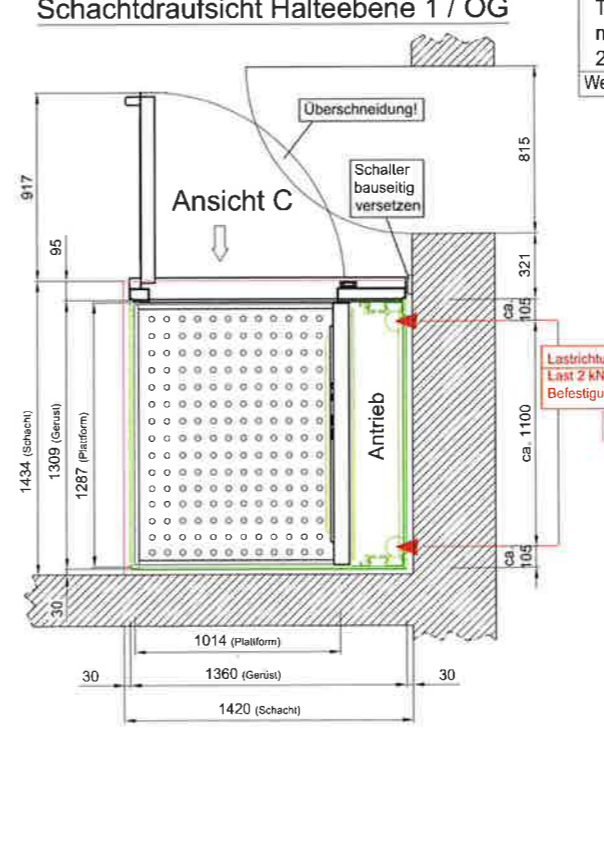 Schachtdraufsicht Halteebene 1 / OG
We
Überschneidung!
Schaller
bauseitig
versetzen
Ansicht C
917
95
815
321
ca.
105
Lastrichtu
Last 2 kN
Befestigu
ca. 1100
ca.
105
Antrieb
1434 (Schacht)
1309 (Gerüst)
1287 (Plattform)
30
1014 (Plattform)
30
1360 (Gerüst)
30
1420 (Schacht)